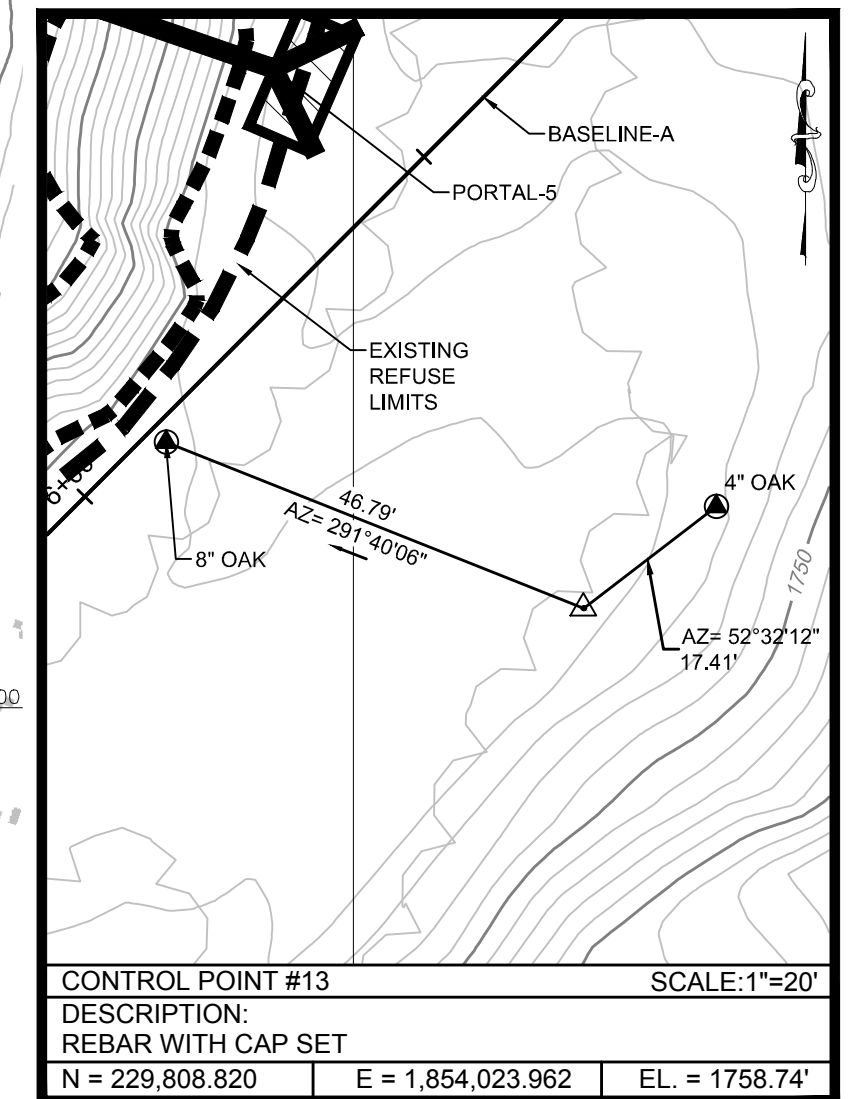 BASELINE-A
PORTAL-5
EXISTING
REFUSE
LIMITS
8" OAK
46.79'
AZ= 291°40'06"
4" OAK
1750
AZ= 52°32'12"
17.41'
00
CONTROL POINT #13 SCALE:1"=20'
DESCRIPTION:
REBAR WITH CAP SET
N = 229,808.820 E = 1,854,023.962 EL. = 1758.74'